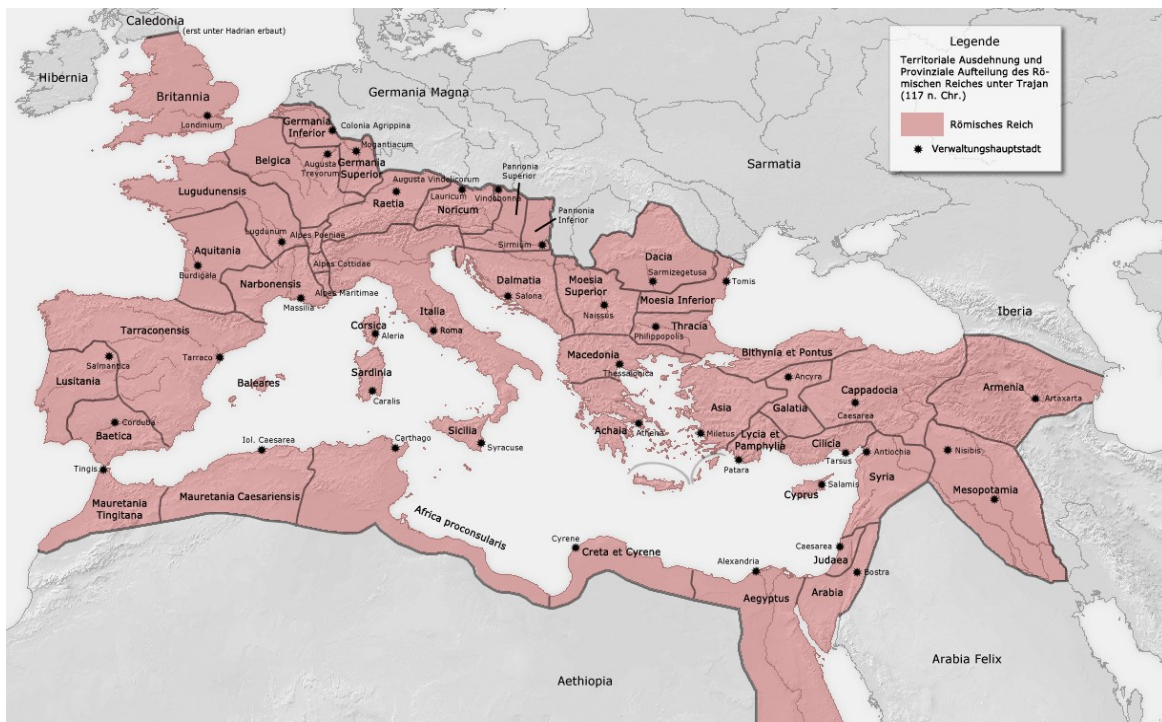 Caledonia
(erst unter Hadrian erbaut)
Hibernia
Britannia
Londinium
Germania Magna
Sarmatia
Legende
Territoriale Ausdehnung und
Provinziale Aufteilung des Rö-
mischen Reiches unter Trajan
(117 n. Chr.)
Römisches Reich
Verwaltungshauptstadt
Germania
Inferior
Colonia Agrippina
Mogantiacum
Belgica
Augusta
Treverorum
Germania
Superior
Lugudunensis
Augusta Vindelicorum
Raetia
Lauricum
Noricum
Vindobonna
Pannonia
Superior
Pannonia
Inferior
Sirmium
Aquitania
Burdigala
Lugdunum
Alpes Poeniae
Alpes Cottidae
Alpes Maritimae
Narbonensis
Massilia
Dacia
Sarmizegetusa
Tomis
Dalmatia
Salona
Moesia
Superior
Naissus
Moesia Inferior
Thracia
Philippopolis
Iberia
Italia
Roma
Corsica
Aleria
Sardinia
Caralis
Tarraconensis
Salmantica
Tarraco
Lusitania
Baleares
Corduba
Baetica
Macedonia
Thessalonica
Bithynia et Pontus
Ancyra
Galatia
Cappadocia
Caesarea
Armenia
Artaxarta
Asia
Miletus
Achaia
Athena
Lycia et
Pamphylia
Patara
Cilicia
Tarsus
Antiochia
Syria
Nisibis
Mesopotamia
Cyprus
Salamis
Sicilia
Syracuse
Carthago
Iol. Caesarea
Tingis
Mauretania
Tingitana
Mauretania Caesariensis
Africa proconsularis
Cyrene
Creta et Cyrene
Alexandria
Aegyptus
Caesarea
Judaea
Bostra
Arabia
Aethiopia
Arabia Felix